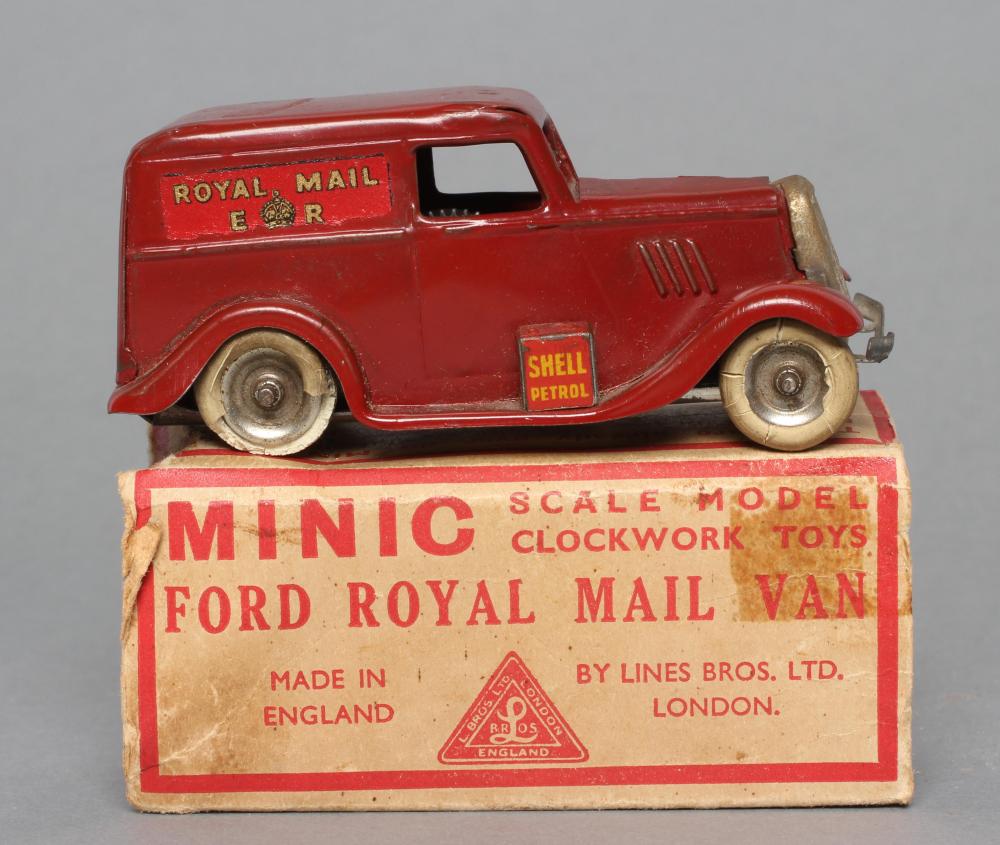 ROYAL MAIL
E R
SHELL
PETROL
MINIC
SCALE MODEL
CLOCKWORK TOYS
FORD ROYAL MAIL VAN
MADE IN
ENGLAND
L. BROS. LTD. LONDON
BROS
ENGLAND
BY LINES BROS. LTD.
LONDON.